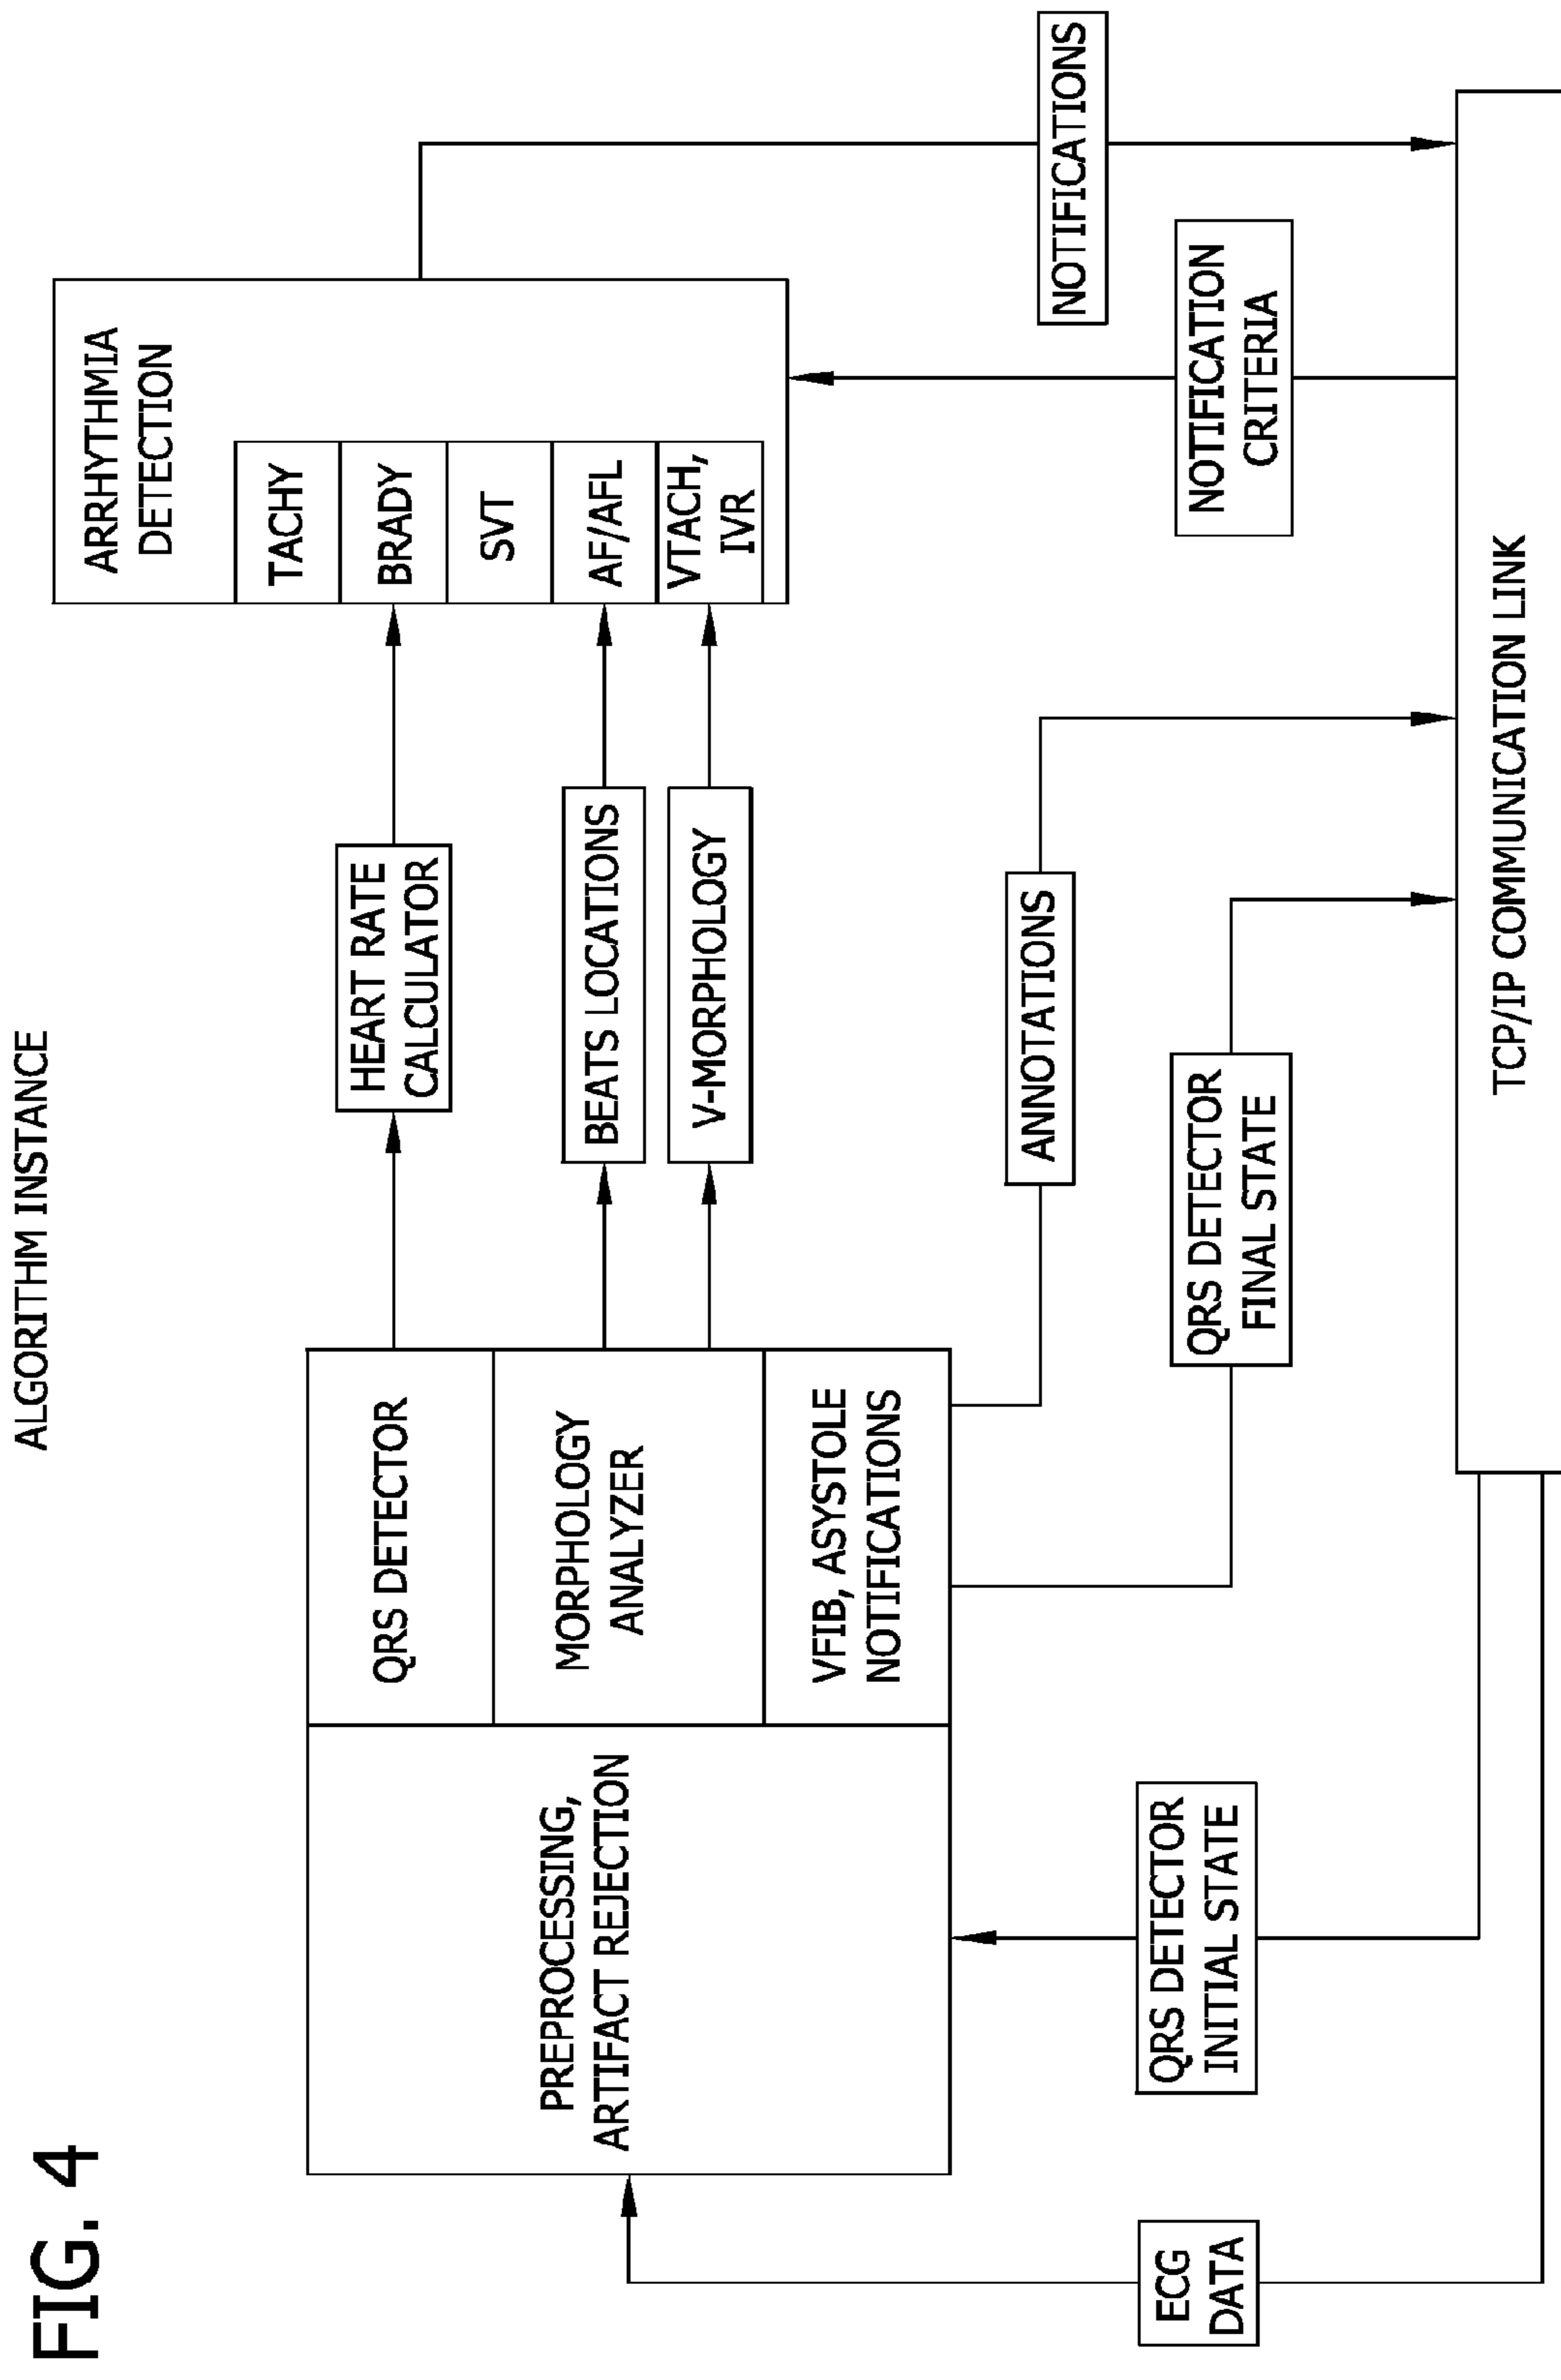 FIG. 4
ALGORITHM INSTANCE
ARRHYTHMIA
DETECTION
TACHY
BRADY
SVT
AF/AFL
VTACH,
IVR
HEART RATE
CALCULATOR
BEATS LOCATIONS
V-MORPHOLOGY
QRS DETECTOR
MORPHOLOGY
ANALYZER
VFIB, ASYSTOLE
NOTIFICATIONS
PREPROCESSING,
ARTIFACT REJECTION
ECG
DATA
QRS DETECTOR
INITIAL STATE
QRS DETECTOR
FINAL STATE
ANNOTATIONS
NOTIFICATION
CRITERIA
NOTIFICATIONS
TCP/IP COMMUNICATION LINK